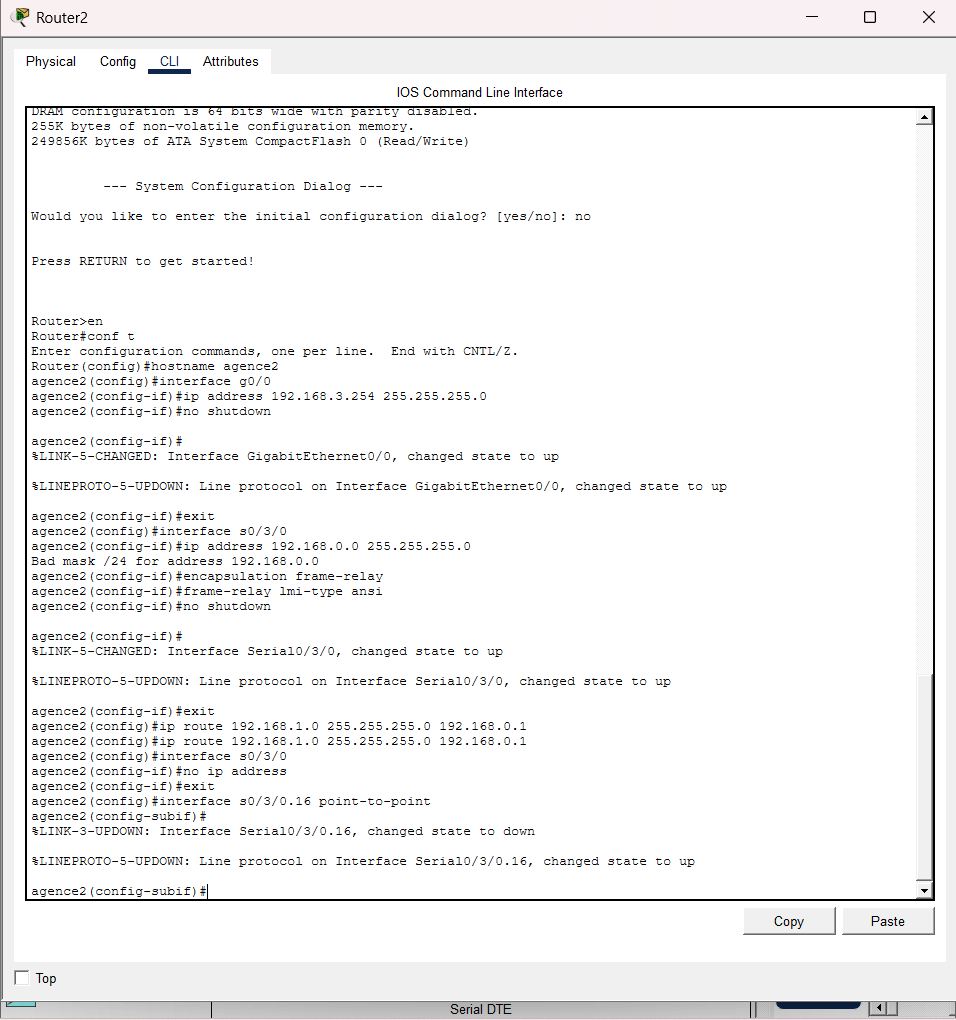 Router2
Physical Config CLI Attributes
IOS Command Line Interface
DRAM configuration is 64 bits wide with parity disabled.
255K bytes of non-volatile configuration memory.
249856K bytes of ATA System CompactFlash 0 (Read/Write)
--- System Configuration Dialog ---
Would you like to enter the initial configuration dialog? [yes/no]: no
Press RETURN to get started!
Router>en
Router#conf t
Enter configuration commands, one per line.  End with CNTL/Z.
Router(config)#hostname agence2
agence2(config)#interface g0/0
agence2(config-if)#ip address 192.168.3.254 255.255.255.0
agence2(config-if)#no shutdown
agence2(config-if)#
%LINK-5-CHANGED: Interface GigabitEthernet0/0, changed state to up
%LINEPROTO-5-UPDOWN: Line protocol on Interface GigabitEthernet0/0, changed state to up
agence2(config-if)#exit
agence2(config)#interface s0/3/0
agence2(config-if)#ip address 192.168.0.0 255.255.255.0
Bad mask /24 for address 192.168.0.0
agence2(config-if)#encapsulation frame-relay
agence2(config-if)#frame-relay lmi-type ansi
agence2(config-if)#no shutdown
agence2(config-if)#
%LINK-5-CHANGED: Interface Serial0/3/0, changed state to up
%LINEPROTO-5-UPDOWN: Line protocol on Interface Serial0/3/0, changed state to up
agence2(config-if)#exit
agence2(config)#ip route 192.168.1.0 255.255.255.0 192.168.0.1
agence2(config)#ip route 192.168.1.0 255.255.255.0 192.168.0.1
agence2(config)#interface s0/3/0
agence2(config-if)#no ip address
agence2(config-if)#exit
agence2(config)#interface s0/3/0.16 point-to-point
agence2(config-subif)#
%LINK-3-UPDOWN: Interface Serial0/3/0.16, changed state to down
%LINEPROTO-5-UPDOWN: Line protocol on Interface Serial0/3/0.16, changed state to up
agence2(config-subif)#
Copy Paste
Top
Serial DTE